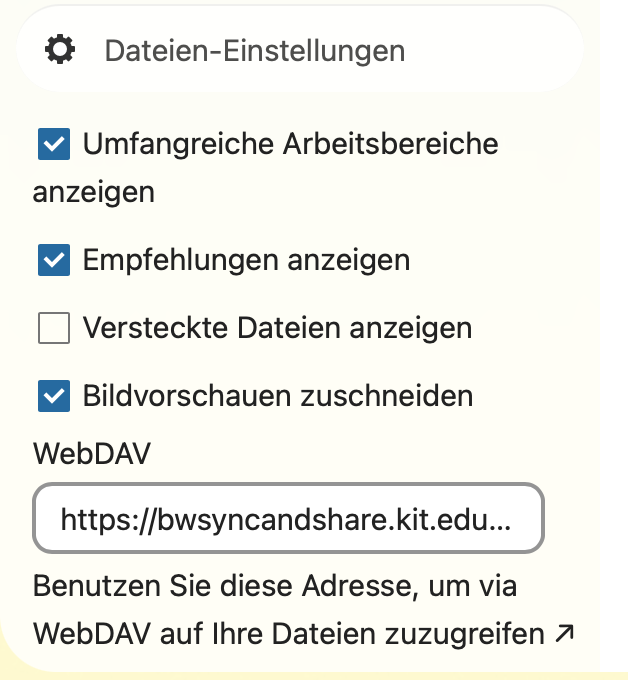 Dateien-Einstellungen
Umfangreiche Arbeitsbereiche
anzeigen
Empfehlungen anzeigen
Versteckte Dateien anzeigen
Bildvorschauen zuschneiden
WebDAV
https://bwsyncandshare.kit.edu...
Benutzen Sie diese Adresse, um via
WebDAV auf Ihre Dateien zuzugreifen ↗